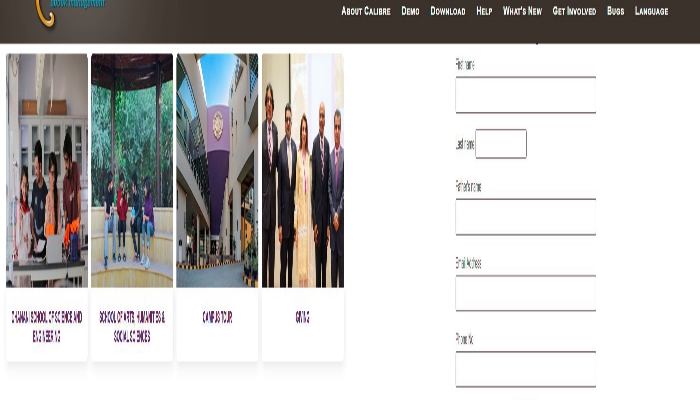 ebook management
About Calibre Demo Download Help What's New Get Involved Bugs Language
First name
Last name
Father's name
Email Address
Phone No
DHANANI SCHOOL OF SCIENCE AND
ENGINEERING
SCHOOL OF ARTS, HUMANITIES &
SOCIAL SCIENCES
CAMPUS TOUR
GIVING